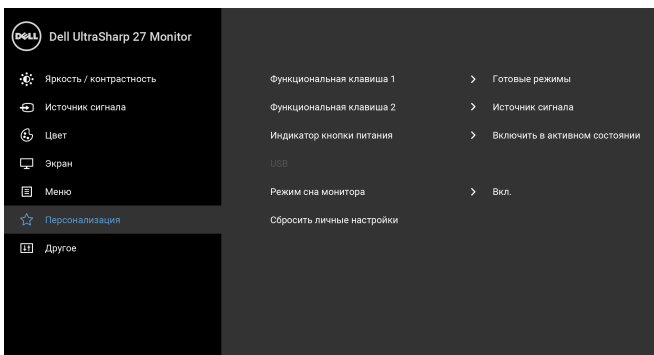 DELL Dell UltraSharp 27 Monitor
Яркость / контрастность
Источник сигнала
Цвет
Экран
Меню
Персонализация
Другое
Функциональная клавиша 1 > Готовые режимы
Функциональная клавиша 2 > Источник сигнала
Индикатор кнопки питания > Включить в активном состоянии
USB
Режим сна монитора > Вкл.
Сбросить личные настройки